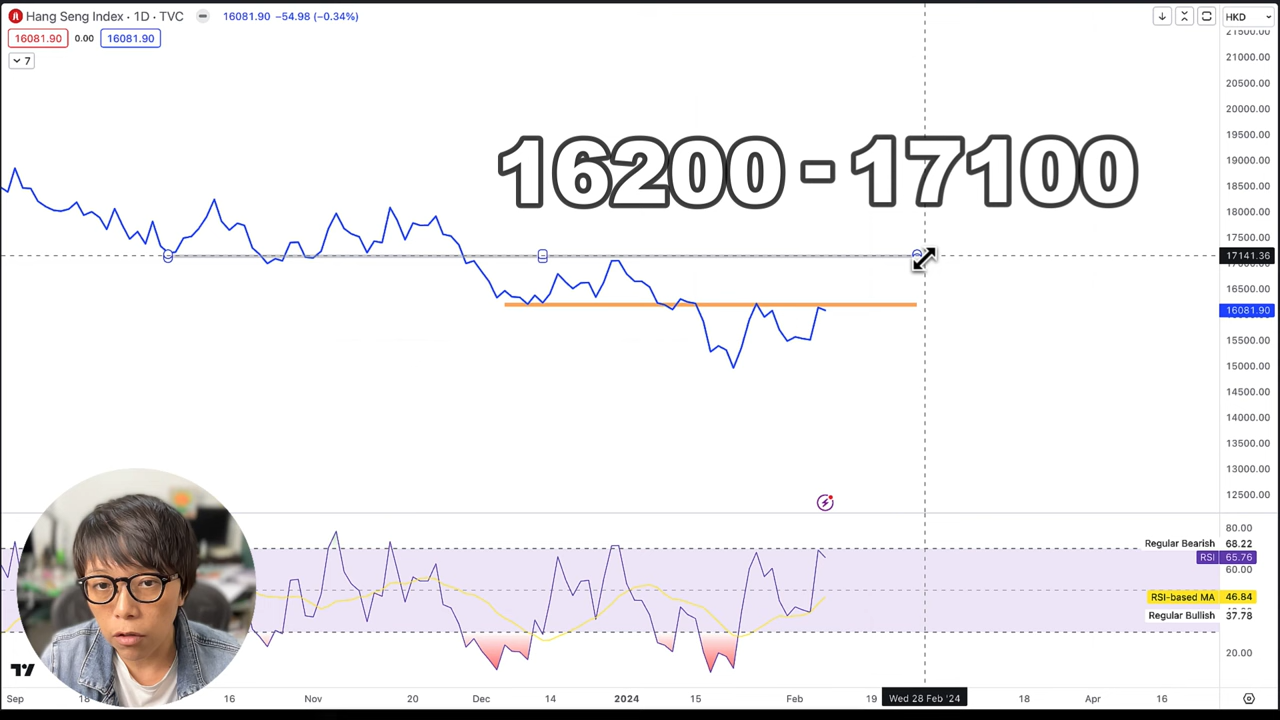 Hang Seng Index · 1D · TVC 16081.90 −54.98 (−0.34%)
16081.90 0.00 16081.90
7
HKD
21500.00
21000.00
20500.00
20000.00
19500.00
19000.00
18500.00
18000.00
17500.00
17141.36
17000.00
16500.00
16081.90
15500.00
15000.00
14500.00
14000.00
13500.00
13000.00
12500.00
16200 - 17100
80.00
Regular Bearish 68.22
RSI 65.76
60.00
RSI-based MA 46.84
Regular Bullish 37.78
20.00
Sep 18 16 Nov 20 Dec 14 2024 15 Feb 19 Wed 28 Feb '24 18 Apr 16